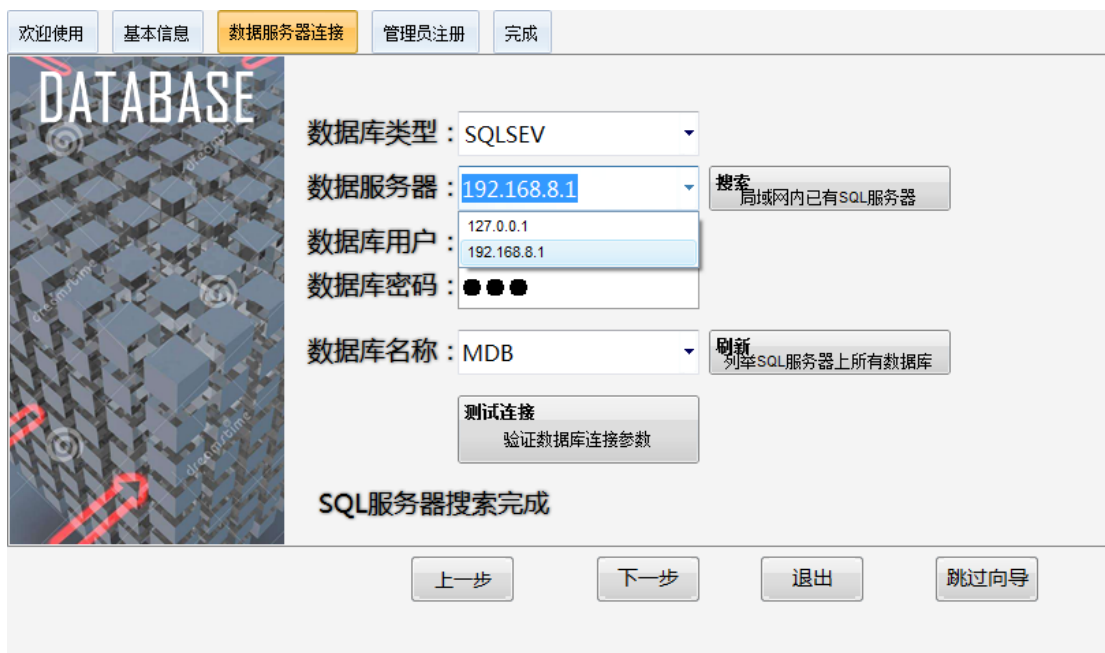 欢迎使用 基本信息 数据服务器连接 管理员注册 完成
DATABASE
数据库类型：SQLSEV
数据服务器：192.168.8.1 搜索
局域网内已有SQL服务器
127.0.0.1
数据库用户：
192.168.8.1
数据库密码：●●●
数据库名称：MDB 刷新
列举SQL服务器上所有数据库
测试连接
验证数据库连接参数
SQL服务器搜索完成
上一步 下一步 退出 跳过向导
dreamstime
dreamstime